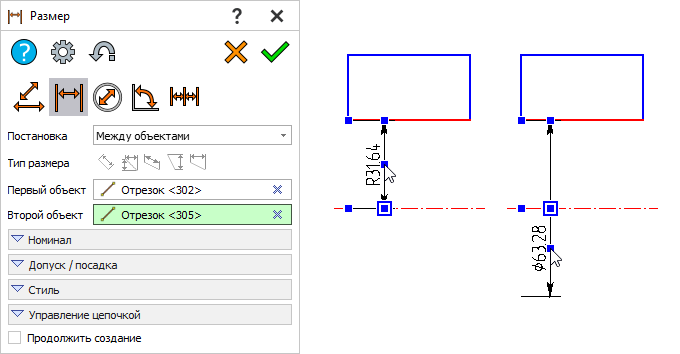 Размер
?
?
Постановка
Между объектами
Тип размера
Первый объект
Отрезок <302>
Второй объект
Отрезок <305>
Номинал
Допуск / посадка
Стиль
Управление цепочкой
Продолжить создание
R31.64
⌀63.28